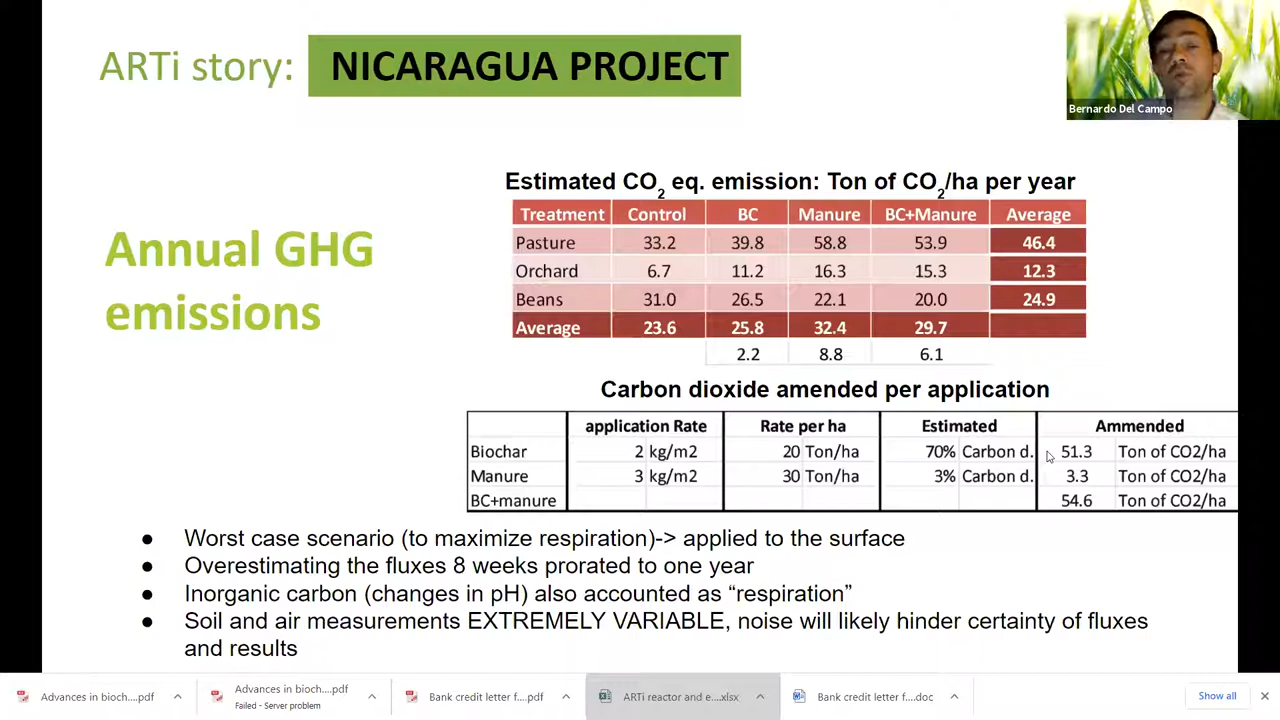 ARTi story: NICARAGUA PROJECT
Bernardo Del Campo
Annual GHG
emissions
Estimated CO2 eq. emission: Ton of CO2/ha per year
Treatment Control BC Manure BC+Manure Average
Pasture 33.2 39.8 58.8 53.9 46.4
Orchard 6.7 11.2 16.3 15.3 12.3
Beans 31.0 26.5 22.1 20.0 24.9
Average 23.6 25.8 32.4 29.7
2.2 8.8 6.1
Carbon dioxide amended per application
application Rate Rate per ha Estimated Ammended
Biochar 2 kg/m2 20 Ton/ha 70% Carbon d. 51.3 Ton of CO2/ha
Manure 3 kg/m2 30 Ton/ha 3% Carbon d. 3.3 Ton of CO2/ha
BC+manure 54.6 Ton of CO2/ha
● Worst case scenario (to maximize respiration)-> applied to the surface
● Overestimating the fluxes 8 weeks prorated to one year
● Inorganic carbon (changes in pH) also accounted as “respiration”
● Soil and air measurements EXTREMELY VARIABLE, noise will likely hinder certainty of fluxes
and results
Advances in bioch....pdf
Advances in bioch....pdf
Failed - Server problem
Bank credit letter f....pdf
ARTi reactor and e....xlsx
Bank credit letter f....doc
Show all